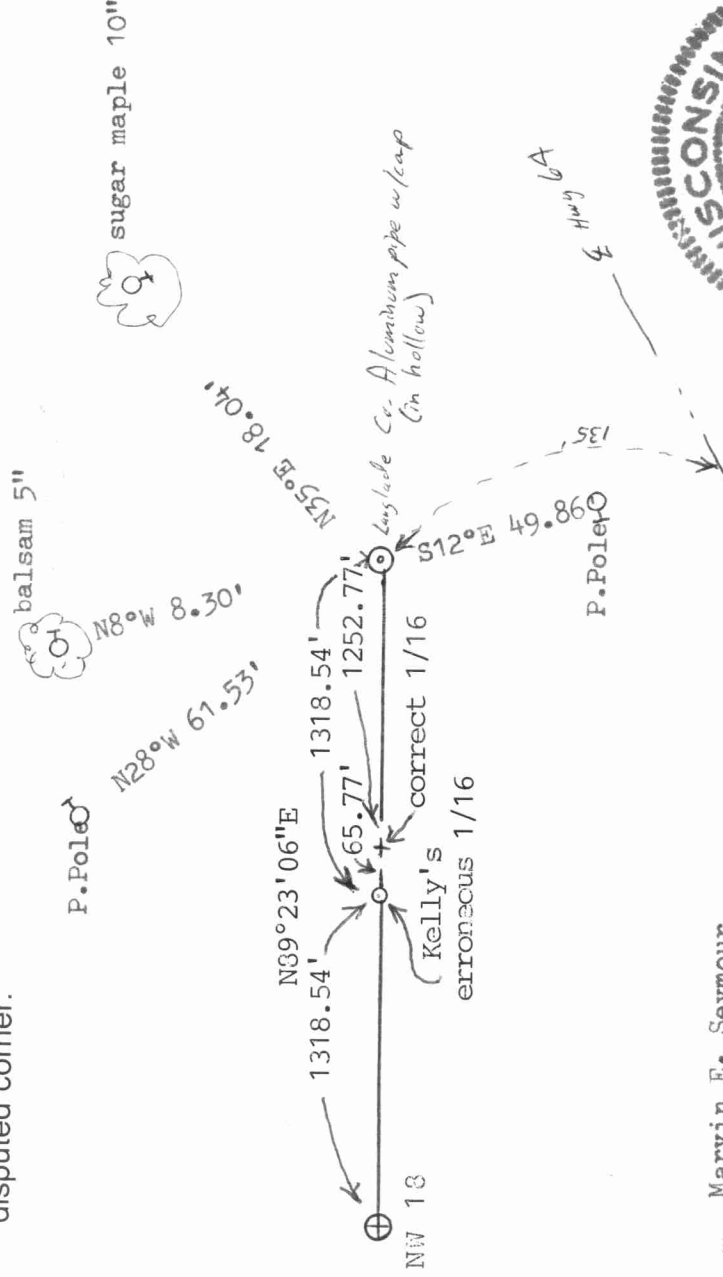 disputed corner.
P.Pole
balsam 5"
sugar maple 10"
N28°W 61.53'
N8°W 8.30'
N35°E 18.04'
N89°23'06"E
1318.54'
1318.54'
65.77'
1252.77'
Langlade Co. Aluminum pipe w/cap
(in hollow)
NW 18
Kelly's
erroneous 1/16
correct 1/16
S12°E 49.86
P.Pole
135'
℄ Hwy 64
Marvin E. Seymour